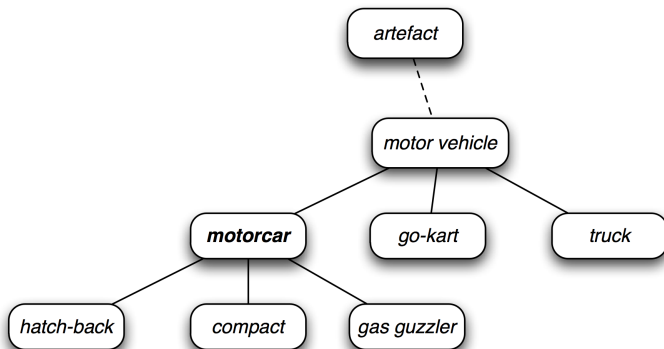 artefact
motor vehicle
motorcar
go-kart
truck
hatch-back
compact
gas guzzler